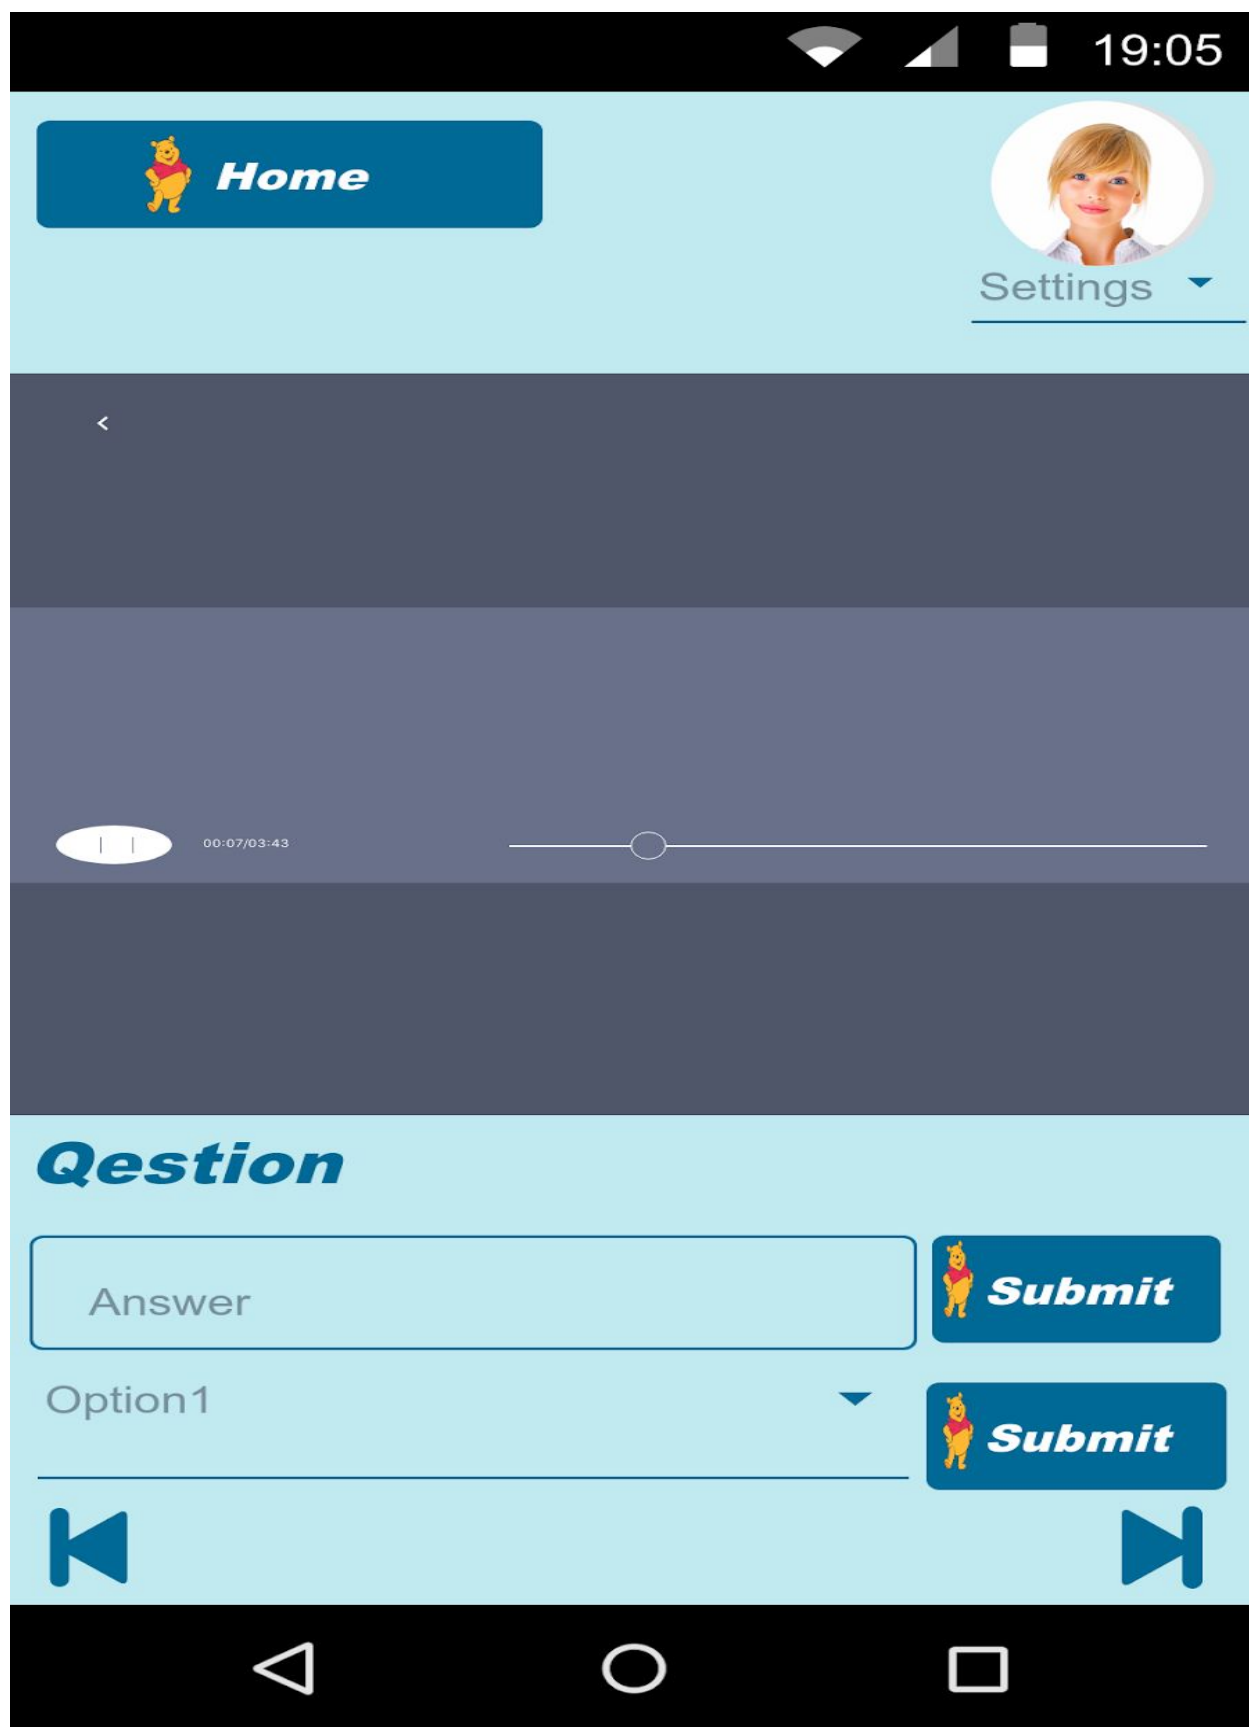 19:05
Home
Settings
<
00:07/03:43
Qestion
Answer
Submit
Option1
Submit